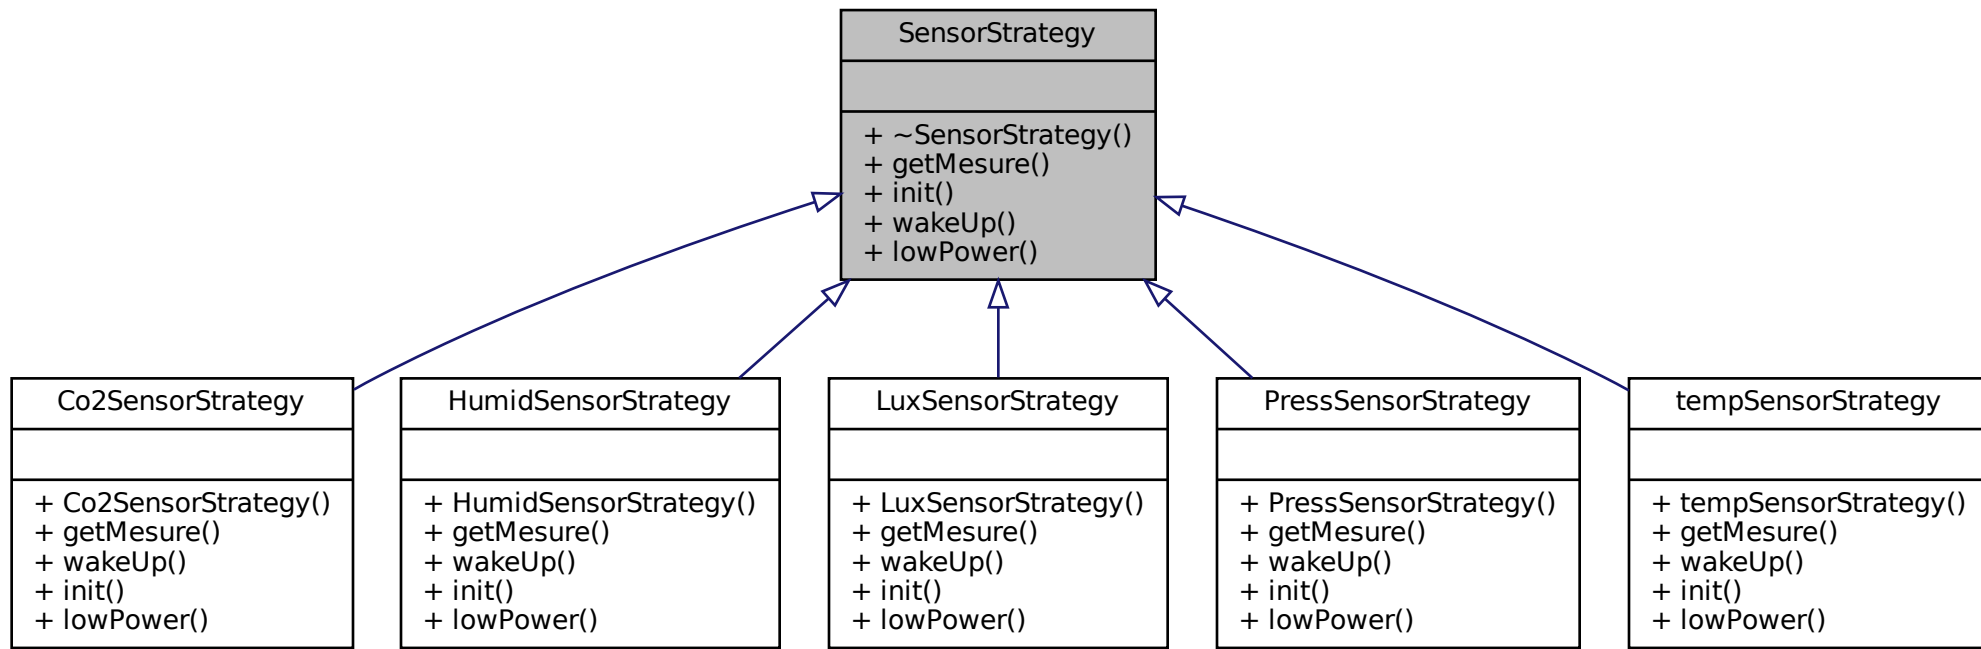 SensorStrategy
+ ~SensorStrategy()
+ getMesure()
+ init()
+ wakeUp()
+ lowPower()
Co2SensorStrategy
+ Co2SensorStrategy()
+ getMesure()
+ wakeUp()
+ init()
+ lowPower()
HumidSensorStrategy
+ HumidSensorStrategy()
+ getMesure()
+ wakeUp()
+ init()
+ lowPower()
LuxSensorStrategy
+ LuxSensorStrategy()
+ getMesure()
+ wakeUp()
+ init()
+ lowPower()
PressSensorStrategy
+ PressSensorStrategy()
+ getMesure()
+ wakeUp()
+ init()
+ lowPower()
tempSensorStrategy
+ tempSensorStrategy()
+ getMesure()
+ wakeUp()
+ init()
+ lowPower()